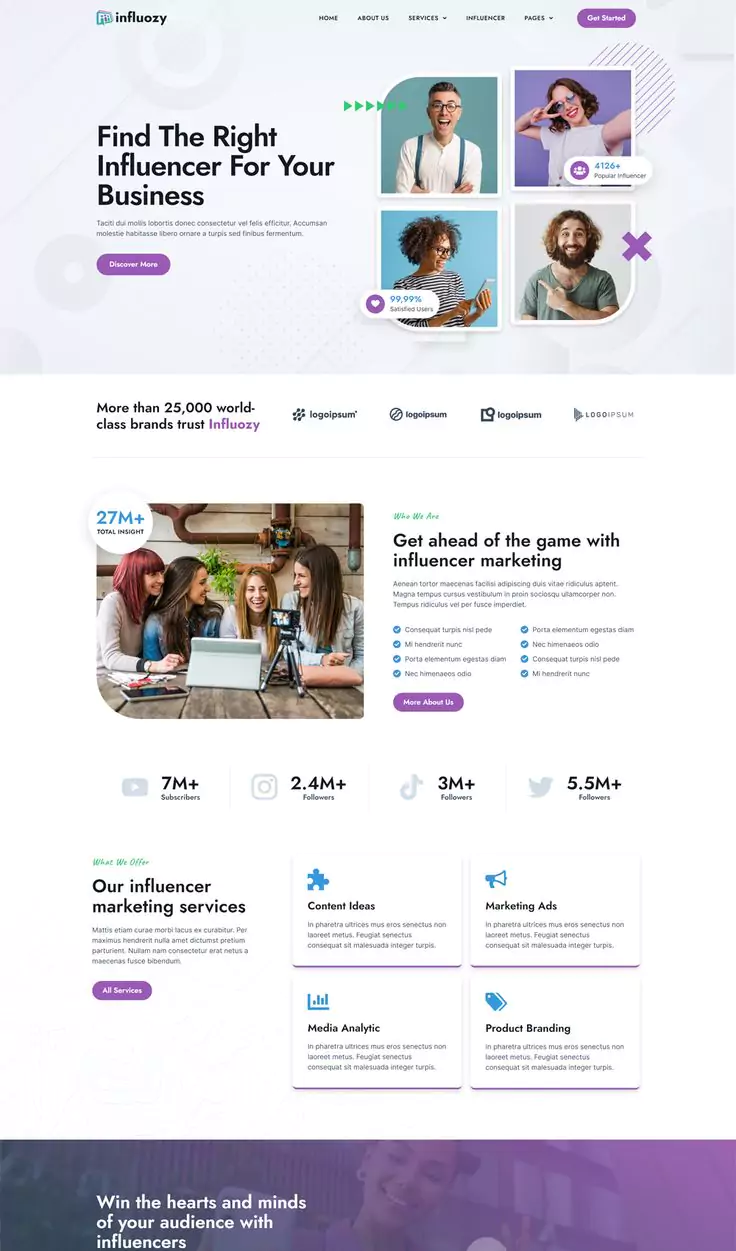 influozy
HOME ABOUT US SERVICES INFLUENCER PAGES Get Started
Find The Right
Influencer For Your
Business
Taciti dui mollis lobortis donec consectetur vel felis efficitur. Accumsan
molestie habitasse libero ornare a turpis sed finibus fermentum.
Discover More
4126+
Popular Influencer
99,99%
Satisfied Users
More than 25,000 world-
class brands trust Influozy
logoipsum logoipsum logoipsum LOGOIPSUM
27M+
TOTAL INSIGHT
Who We Are
Get ahead of the game with
influencer marketing
Aenean tortor maecenas facilisi adipiscing duis vitae ridiculus aptent.
Magna tempus cursus vestibulum in proin sociosqu ullamcorper non.
Tempus ridiculus vel per fusce imperdiet.
Consequat turpis nisl pede Porta elementum egestas diam
Mi hendrerit nunc Nec himenaeos odio
Porta elementum egestas diam Consequat turpis nisl pede
Nec himenaeos odio Mi hendrerit nunc
More About Us
7M+ 2.4M+ 3M+ 5.5M+
Subscribers Followers Followers Followers
What We Offer
Our influencer
marketing services
Mattis etiam curae morbi lacus ex curabitur. Per
maximus hendrerit nulla amet dictumst pretium
parturient. Nullam nam consectetur erat netus a
maecenas fusce bibendum.
All Services
Content Ideas
In pharetra ultrices mus eros senectus non
laoreet metus. Feugiat senectus
consequat sit malesuada integer turpis.
Marketing Ads
In pharetra ultrices mus eros senectus non
laoreet metus. Feugiat senectus
consequat sit malesuada integer turpis.
Media Analytic
In pharetra ultrices mus eros senectus non
laoreet metus. Feugiat senectus
consequat sit malesuada integer turpis.
Product Branding
In pharetra ultrices mus eros senectus non
laoreet metus. Feugiat senectus
consequat sit malesuada integer turpis.
Win the hearts and minds
of your audience with
influencers